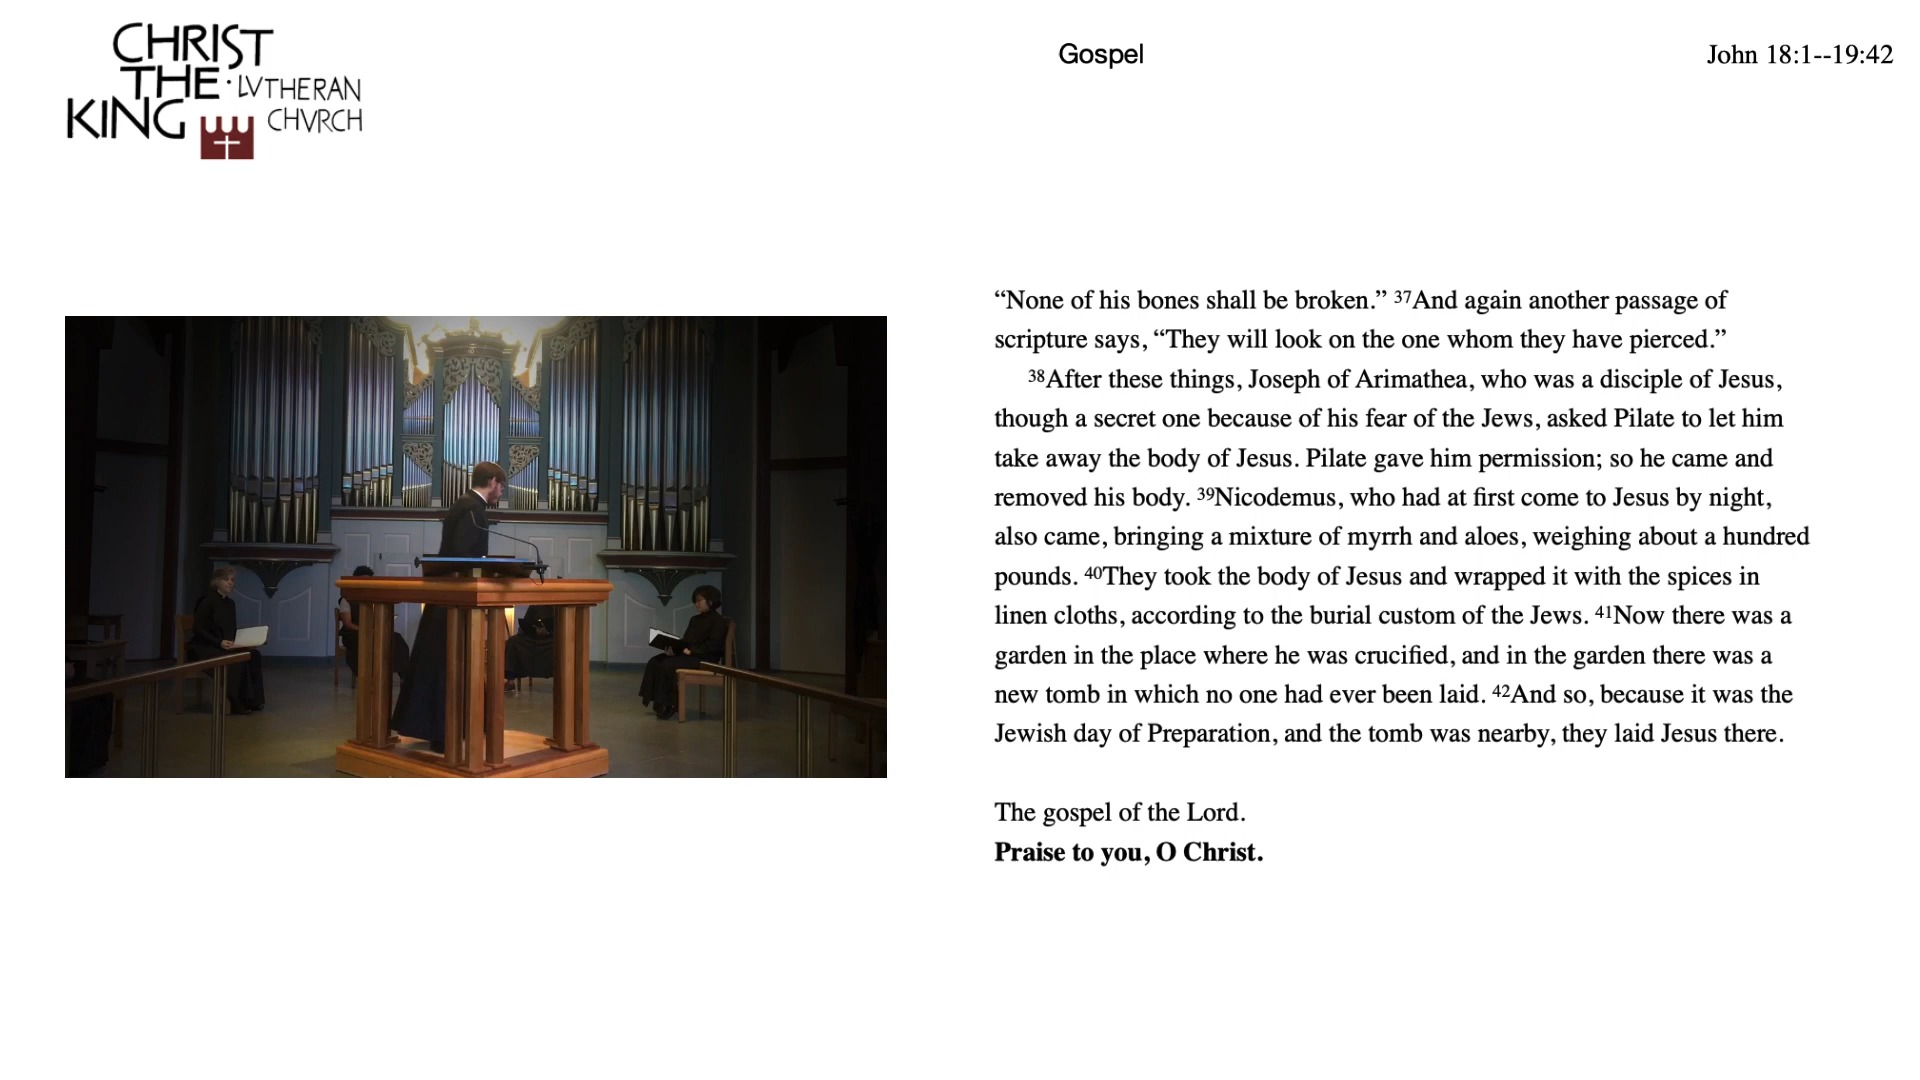 CHRIST
THE · LVTHERAN
KING CHVRCH
Gospel
John 18:1--19:42
“None of his bones shall be broken.” 37And again another passage of
scripture says, “They will look on the one whom they have pierced.”
38After these things, Joseph of Arimathea, who was a disciple of Jesus,
though a secret one because of his fear of the Jews, asked Pilate to let him
take away the body of Jesus. Pilate gave him permission; so he came and
removed his body. 39Nicodemus, who had at first come to Jesus by night,
also came, bringing a mixture of myrrh and aloes, weighing about a hundred
pounds. 40They took the body of Jesus and wrapped it with the spices in
linen cloths, according to the burial custom of the Jews. 41Now there was a
garden in the place where he was crucified, and in the garden there was a
new tomb in which no one had ever been laid. 42And so, because it was the
Jewish day of Preparation, and the tomb was nearby, they laid Jesus there.
The gospel of the Lord.
Praise to you, O Christ.